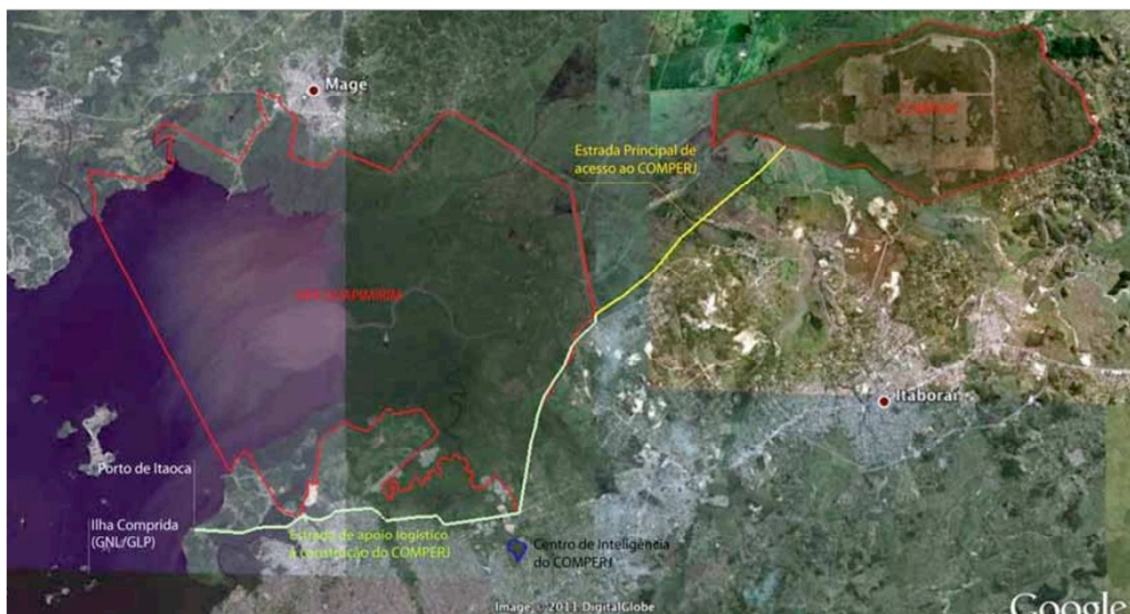 Magé
COMPERJ
Estrada Principal de
acesso ao COMPERJ
APA GUAPIMIRIM
Itaboraí
Porto de Itaoca
Ilha Comprida
(GNL/GLP)
Estrada de apoio logístico
à construção do COMPERJ
Centro de Inteligência
do COMPERJ
Image © 2011 DigitalGlobe
Google